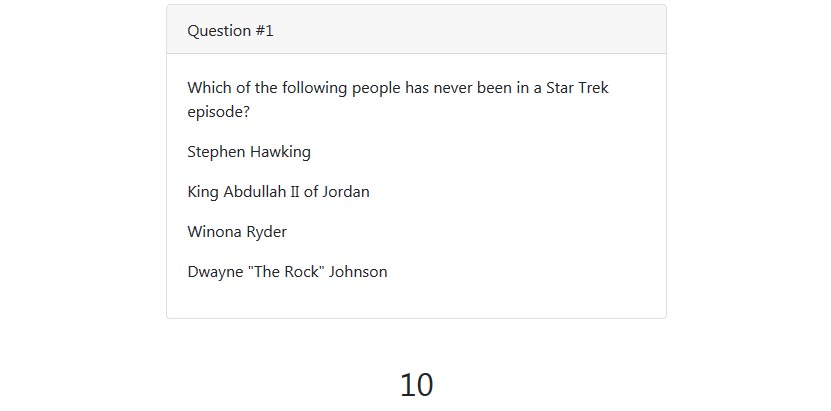 Question #1
Which of the following people has never been in a Star Trek
episode?
Stephen Hawking
King Abdullah II of Jordan
Winona Ryder
Dwayne "The Rock" Johnson
10